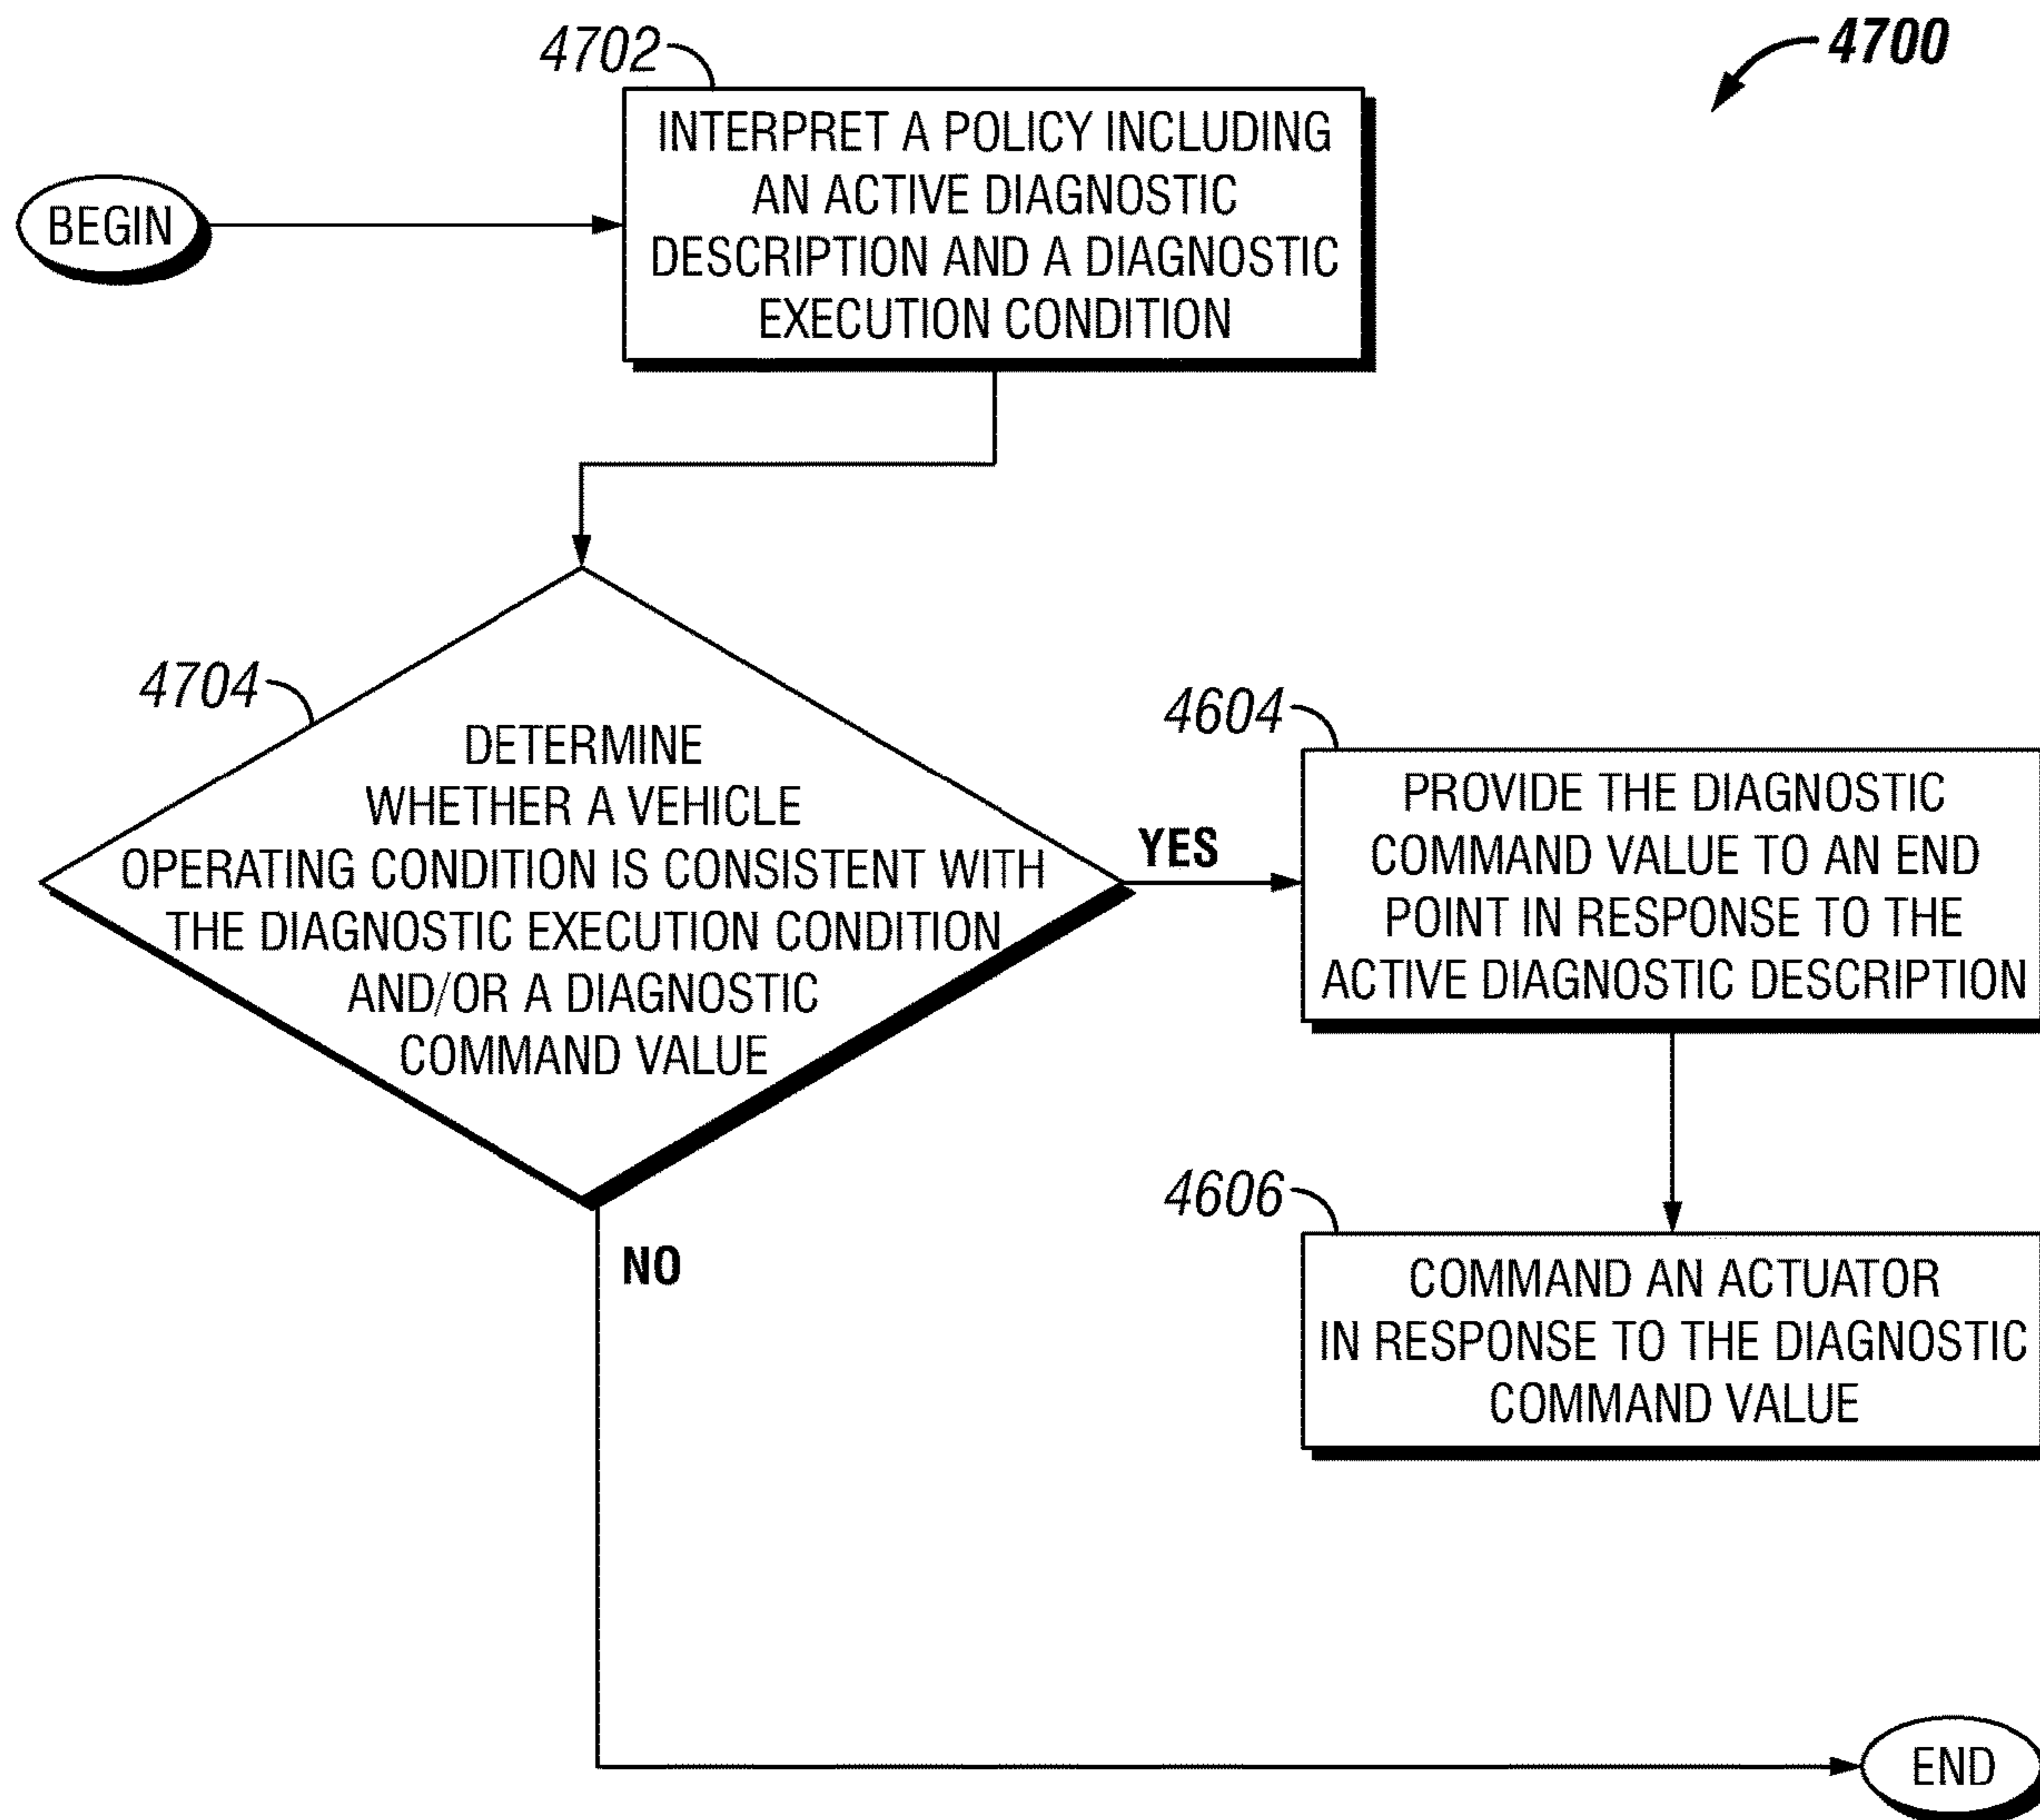 4700
4702
INTERPRET A POLICY INCLUDING
AN ACTIVE DIAGNOSTIC
DESCRIPTION AND A DIAGNOSTIC
EXECUTION CONDITION
BEGIN
4704
DETERMINE
WHETHER A VEHICLE
OPERATING CONDITION IS CONSISTENT WITH
THE DIAGNOSTIC EXECUTION CONDITION
AND/OR A DIAGNOSTIC
COMMAND VALUE
YES
4604
PROVIDE THE DIAGNOSTIC
COMMAND VALUE TO AN END
POINT IN RESPONSE TO THE
ACTIVE DIAGNOSTIC DESCRIPTION
4606
COMMAND AN ACTUATOR
IN RESPONSE TO THE DIAGNOSTIC
COMMAND VALUE
NO
END